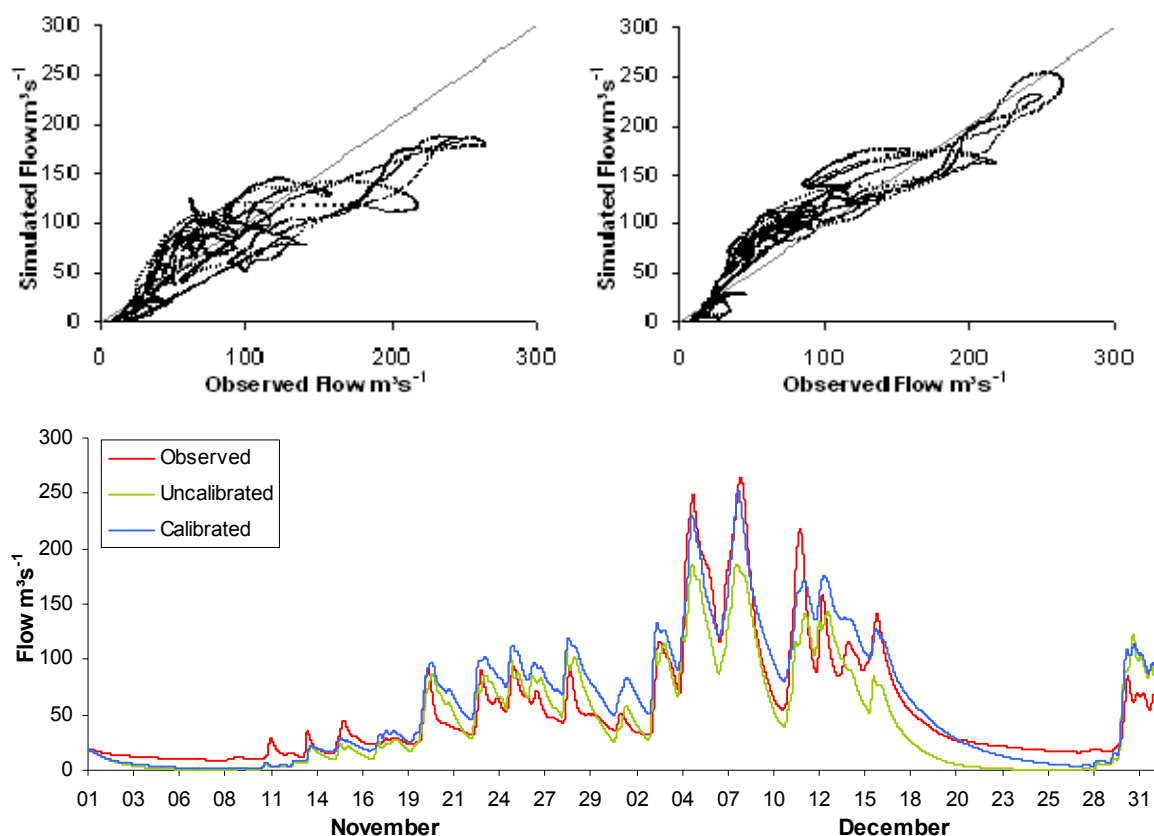 300
250
200
150
100
50
0
Simulated Flow m³s⁻¹
0 100 200 300
Observed Flow m³s⁻¹
300
250
200
150
100
50
0
Simulated Flow m³s⁻¹
0 100 200 300
Observed Flow m³s⁻¹
300
250
200
150
100
50
0
Flow m³s⁻¹
Observed
Uncalibrated
Calibrated
01 03 06 08 11 14 16 19 22 24 27 29 02 04 07 10 12 15 18 20 23 25 28 31
November December